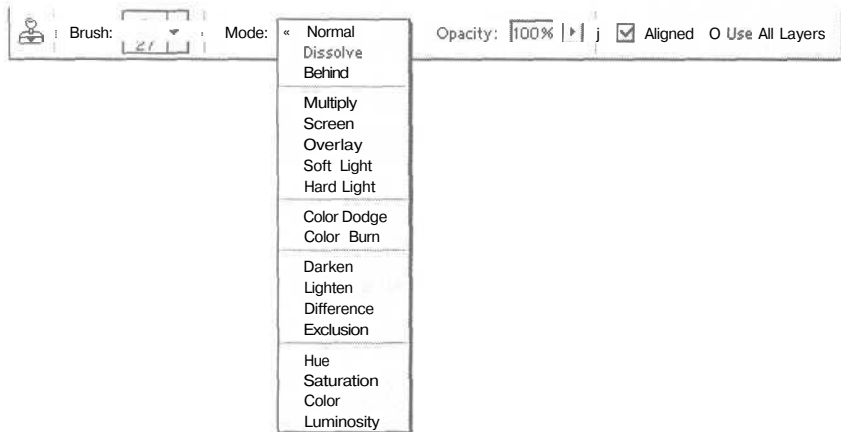 Brush: 27 Mode: « Normal Opacity: 100% j Aligned O Use All Layers
Dissolve
Behind
Multiply
Screen
Overlay
Soft Light
Hard Light
Color Dodge
Color Burn
Darken
Lighten
Difference
Exclusion
Hue
Saturation
Color
Luminosity